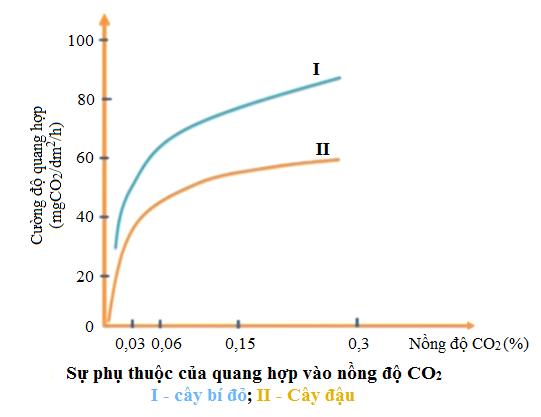 100
80
60
40
20
0
Cường độ quang hợp
(mgCO₂/dm²/h)
I
II
0,03
0,06
0,15
0,3
Nồng độ CO₂ (%)
Sự phụ thuộc của quang hợp vào nồng độ CO₂
I - cây bí đỏ; II - Cây đậu